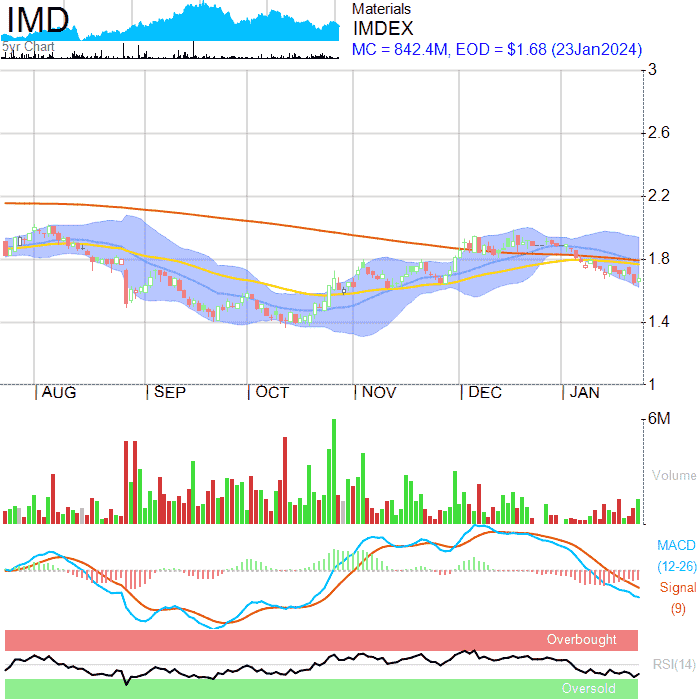 IMD
5yr Chart
Materials
IMDEX
MC = 842.4M, EOD = $1.68 (23Jan2024)
3
2.6
2.2
1.8
1.4
1
AUG SEP OCT NOV DEC JAN
6M
Volume
MACD
(12-26)
Signal
(9)
Overbought
RSI(14)
Oversold